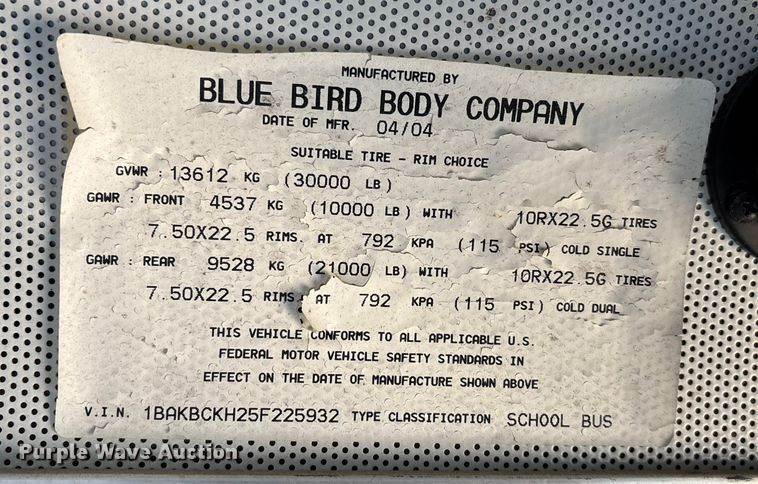 MANUFACTURED BY
BLUE BIRD BODY COMPANY
DATE OF MFR. 04/04
SUITABLE TIRE - RIM CHOICE
GVWR : 13612 KG (30000 LB)
GAWR : FRONT 4537 KG (10000 LB) WITH 10RX22.5G TIRES
7.50X22.5 RIMS. AT 792 KPA (115 PSI) COLD SINGLE
GAWR : REAR 9528 KG (21000 LB) WITH 10RX22.5G TIRES
7.50X22.5 RIMS. AT 792 KPA (115 PSI) COLD DUAL
THIS VEHICLE CONFORMS TO ALL APPLICABLE U.S.
FEDERAL MOTOR VEHICLE SAFETY STANDARDS IN
EFFECT ON THE DATE OF MANUFACTURE SHOWN ABOVE
V.I.N. 1BAKBCKH25F225932 TYPE CLASSIFICATION SCHOOL BUS
Purple Wave Auction